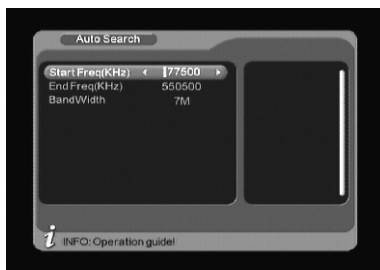 Auto Search
Start Freq(KHz) 177500
End Freq(KHz) 550500
BandWidth 7M
INFO: Operation guide!